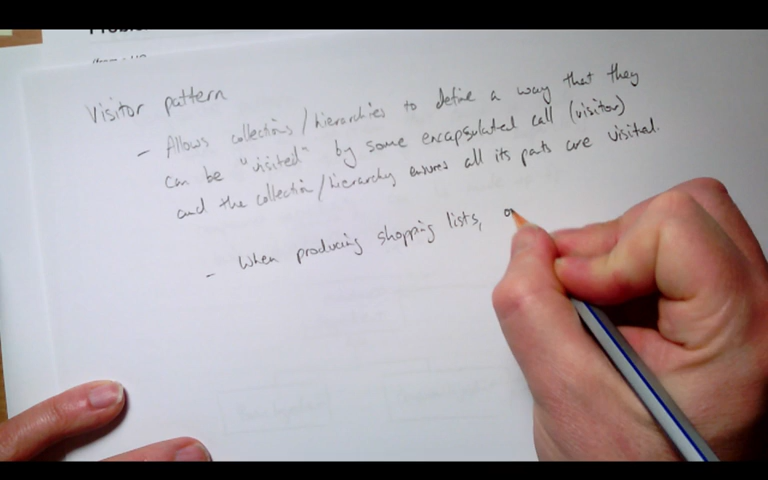 Visitor pattern
- Allows collections/hierarchies to define a way that they
can be "visited" by some encapsulated call (visitor)
and the collection/hierarchy ensures all its parts are visited.
- When producing shopping lists,